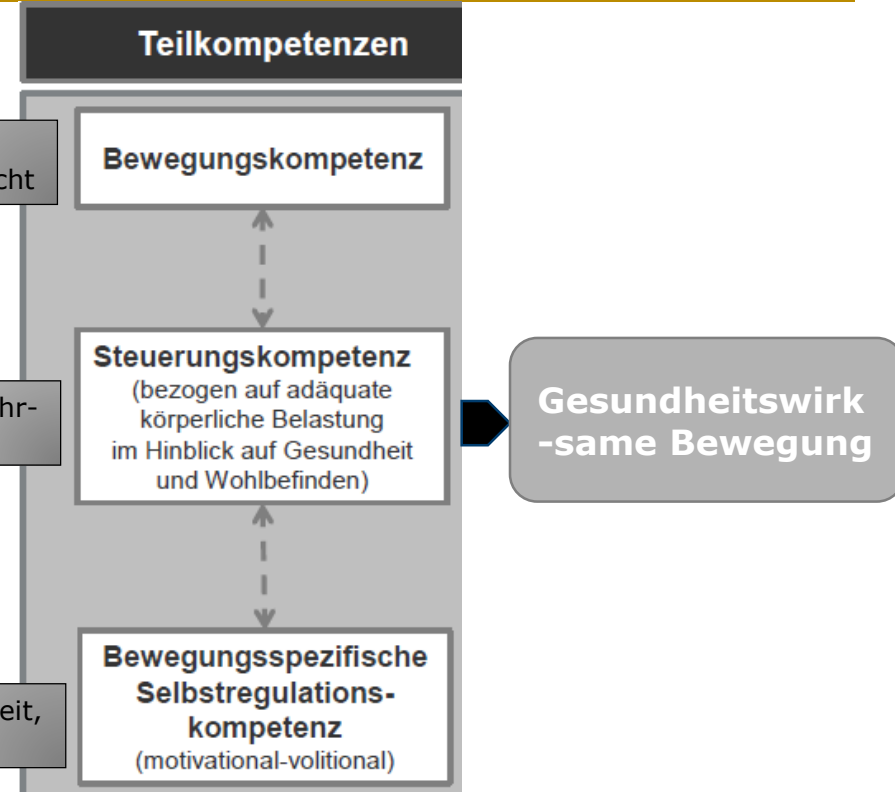 Teilkompetenzen
cht
Bewegungskompetenz
hr-
Steuerungskompetenz
(bezogen auf adäquate
körperliche Belastung
im Hinblick auf Gesundheit
und Wohlbefinden)
Gesundheitswirk
-same Bewegung
eit,
Bewegungsspezifische
Selbstregulations-
kompetenz
(motivational-volitional)